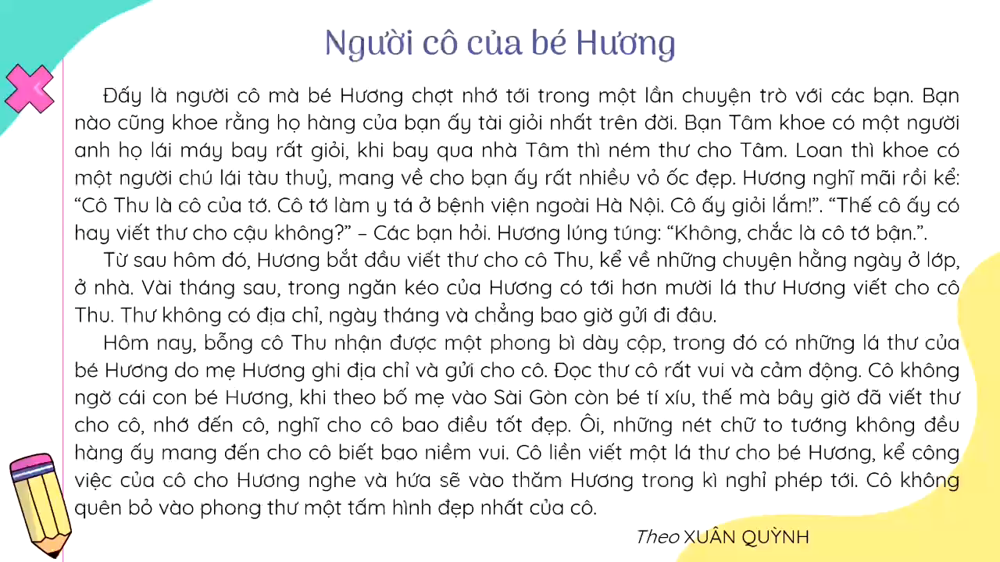 Người cô của bé Hương
Đấy là người cô mà bé Hương chợt nhớ tới trong một lần chuyện trò với các bạn. Bạn
nào cũng khoe rằng họ hàng của bạn ấy tài giỏi nhất trên đời. Bạn Tâm khoe có một người
anh họ lái máy bay rất giỏi, khi bay qua nhà Tâm thì ném thư cho Tâm. Loan thì khoe có
một người chú lái tàu thuỷ, mang về cho bạn ấy rất nhiều vỏ ốc đẹp. Hương nghĩ mãi rồi kể:
“Cô Thu là cô của tớ. Cô tớ làm y tá ở bệnh viện ngoài Hà Nội. Cô ấy giỏi lắm!”. “Thế cô ấy có
hay viết thư cho cậu không?” – Các bạn hỏi. Hương lúng túng: “Không, chắc là cô tớ bận.”.
Từ sau hôm đó, Hương bắt đầu viết thư cho cô Thu, kể về những chuyện hằng ngày ở lớp,
ở nhà. Vài tháng sau, trong ngăn kéo của Hương có tới hơn mười lá thư Hương viết cho cô
Thu. Thư không có địa chỉ, ngày tháng và chẳng bao giờ gửi đi đâu.
Hôm nay, bỗng cô Thu nhận được một phong bì dày cộp, trong đó có những lá thư của
bé Hương do mẹ Hương ghi địa chỉ và gửi cho cô. Đọc thư cô rất vui và cảm động. Cô không
ngờ cái con bé Hương, khi theo bố mẹ vào Sài Gòn còn bé tí xíu, thế mà bây giờ đã viết thư
cho cô, nhớ đến cô, nghĩ cho cô bao điều tốt đẹp. Ôi, những nét chữ to tướng không đều
hàng ấy mang đến cho cô biết bao niềm vui. Cô liền viết một lá thư cho bé Hương, kể công
việc của cô cho Hương nghe và hứa sẽ vào thăm Hương trong kì nghỉ phép tới. Cô không
quên bỏ vào phong thư một tấm hình đẹp nhất của cô.
Theo XUÂN QUỲNH